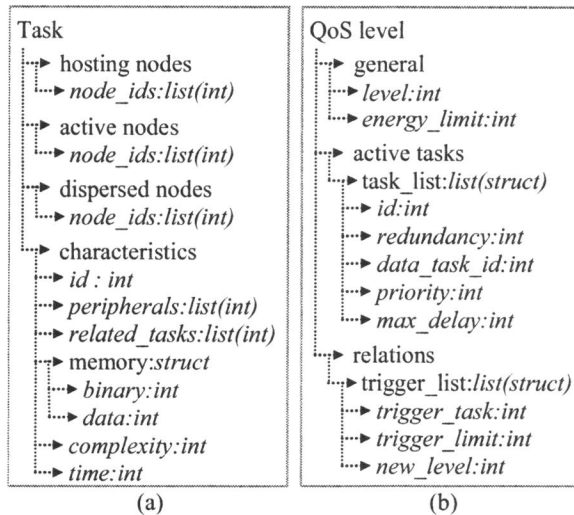 Task
hosting nodes
node_ids:list(int)
active nodes
node_ids:list(int)
dispersed nodes
node_ids:list(int)
characteristics
id : int
peripherals:list(int)
related_tasks:list(int)
memory:struct
binary:int
data:int
complexity:int
time:int
(a)
QoS level
general
level:int
energy_limit:int
active tasks
task_list:list(struct)
id:int
redundancy:int
data_task_id:int
priority:int
max_delay:int
relations
trigger_list:list(struct)
trigger_task:int
trigger_limit:int
new_level:int
(b)